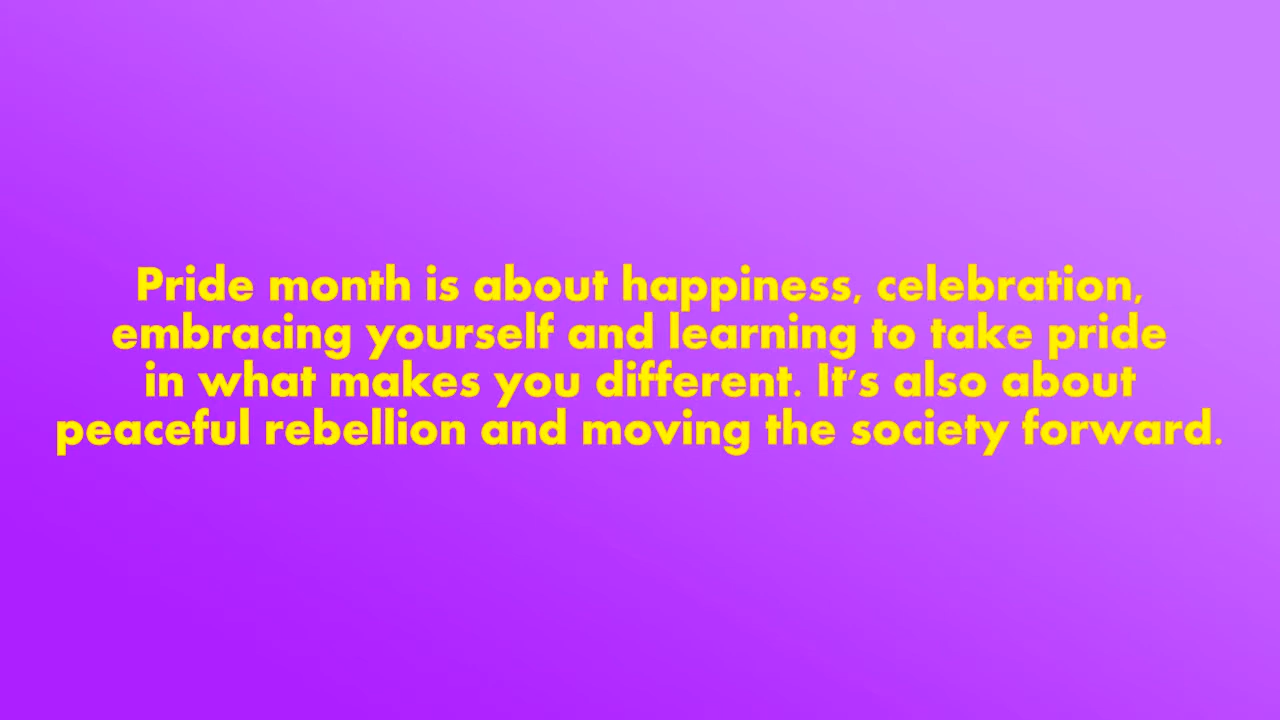 Pride month is about happiness, celebration,
embracing yourself and learning to take pride
in what makes you different. It's also about
peaceful rebellion and moving the society forward.